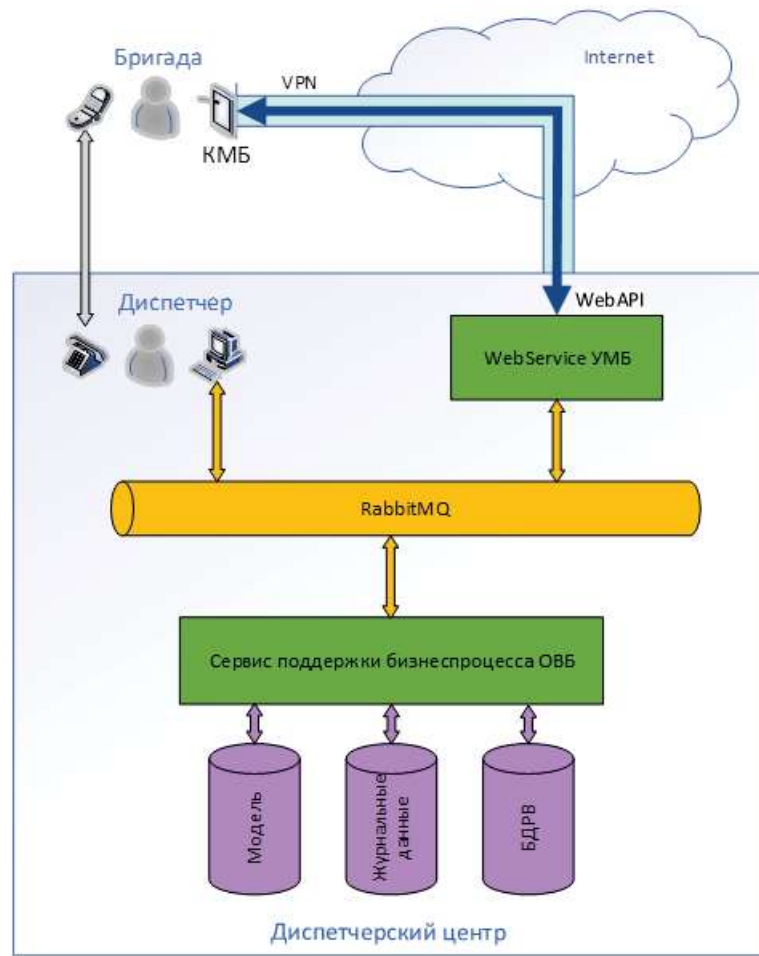 Бригада
Internet
VPN
КМБ
Диспетчер
WebAPI
WebService УМБ
RabbitMQ
Сервис поддержки бизнеспроцесса ОВБ
Модель
Журнальные
данные
БДРВ
Диспетчерский центр